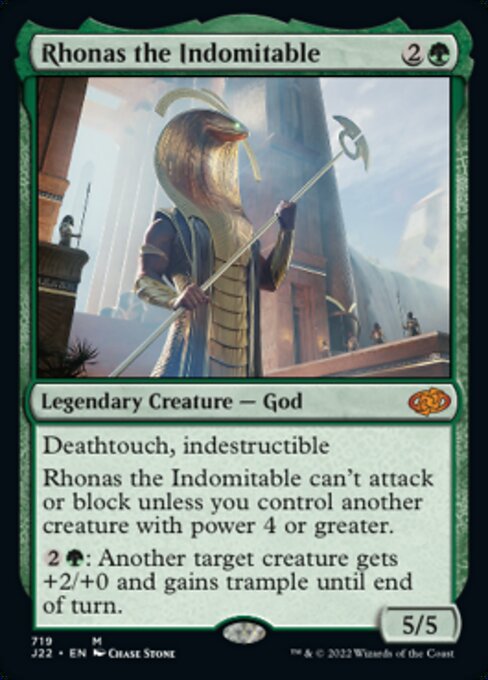 Rhonas the Indomitable 2
Legendary Creature — God
Deathtouch, indestructible
Rhonas the Indomitable can't attack
or block unless you control another
creature with power 4 or greater.
2 : Another target creature gets
+2/+0 and gains trample until end
of turn.
5/5
719 M
J22 • EN Chase Stone
™ & © 2022 Wizards of the Coast